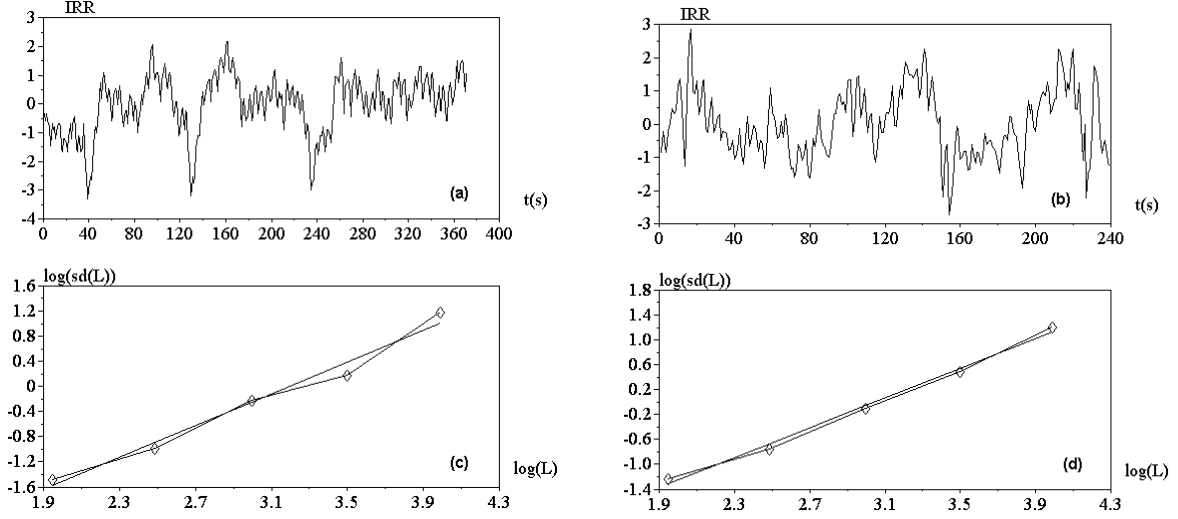 IRR
3
2
1
0
-1
-2
-3
-4
(a)
t(s)
0 40 80 120 160 200 240 280 320 360 400
IRR
3
2
1
0
-1
-2
-3
(b)
t(s)
0 40 80 120 160 200 240
log(sd(L))
1.6
1.2
0.8
0.4
0
-0.4
-0.8
-1.2
-1.6
(c)
log(L)
1.9 2.3 2.7 3.1 3.5 3.9 4.3
log(sd(L))
1.8
1.4
1.0
0.6
0.2
-0.2
-0.6
-1.0
-1.4
(d)
log(L)
1.9 2.3 2.7 3.1 3.5 3.9 4.3